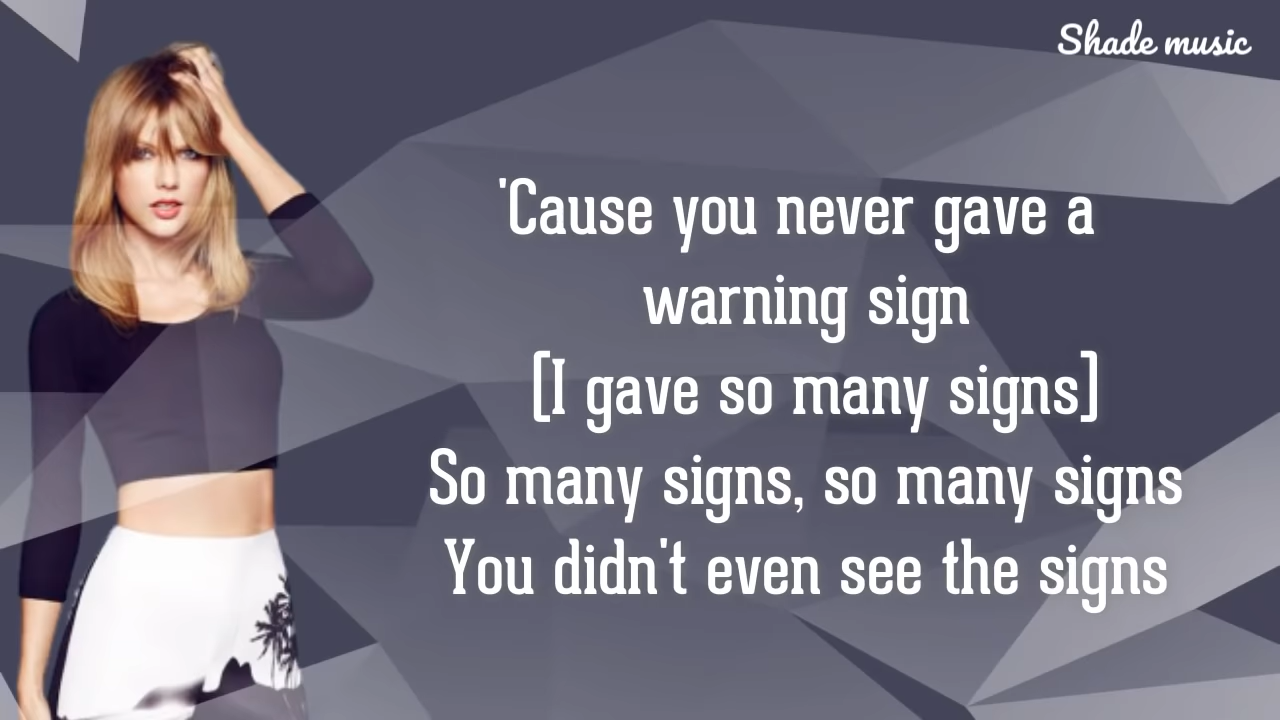 Shade music
'Cause you never gave a
warning sign
[I gave so many signs]
So many signs, so many signs
You didn't even see the signs